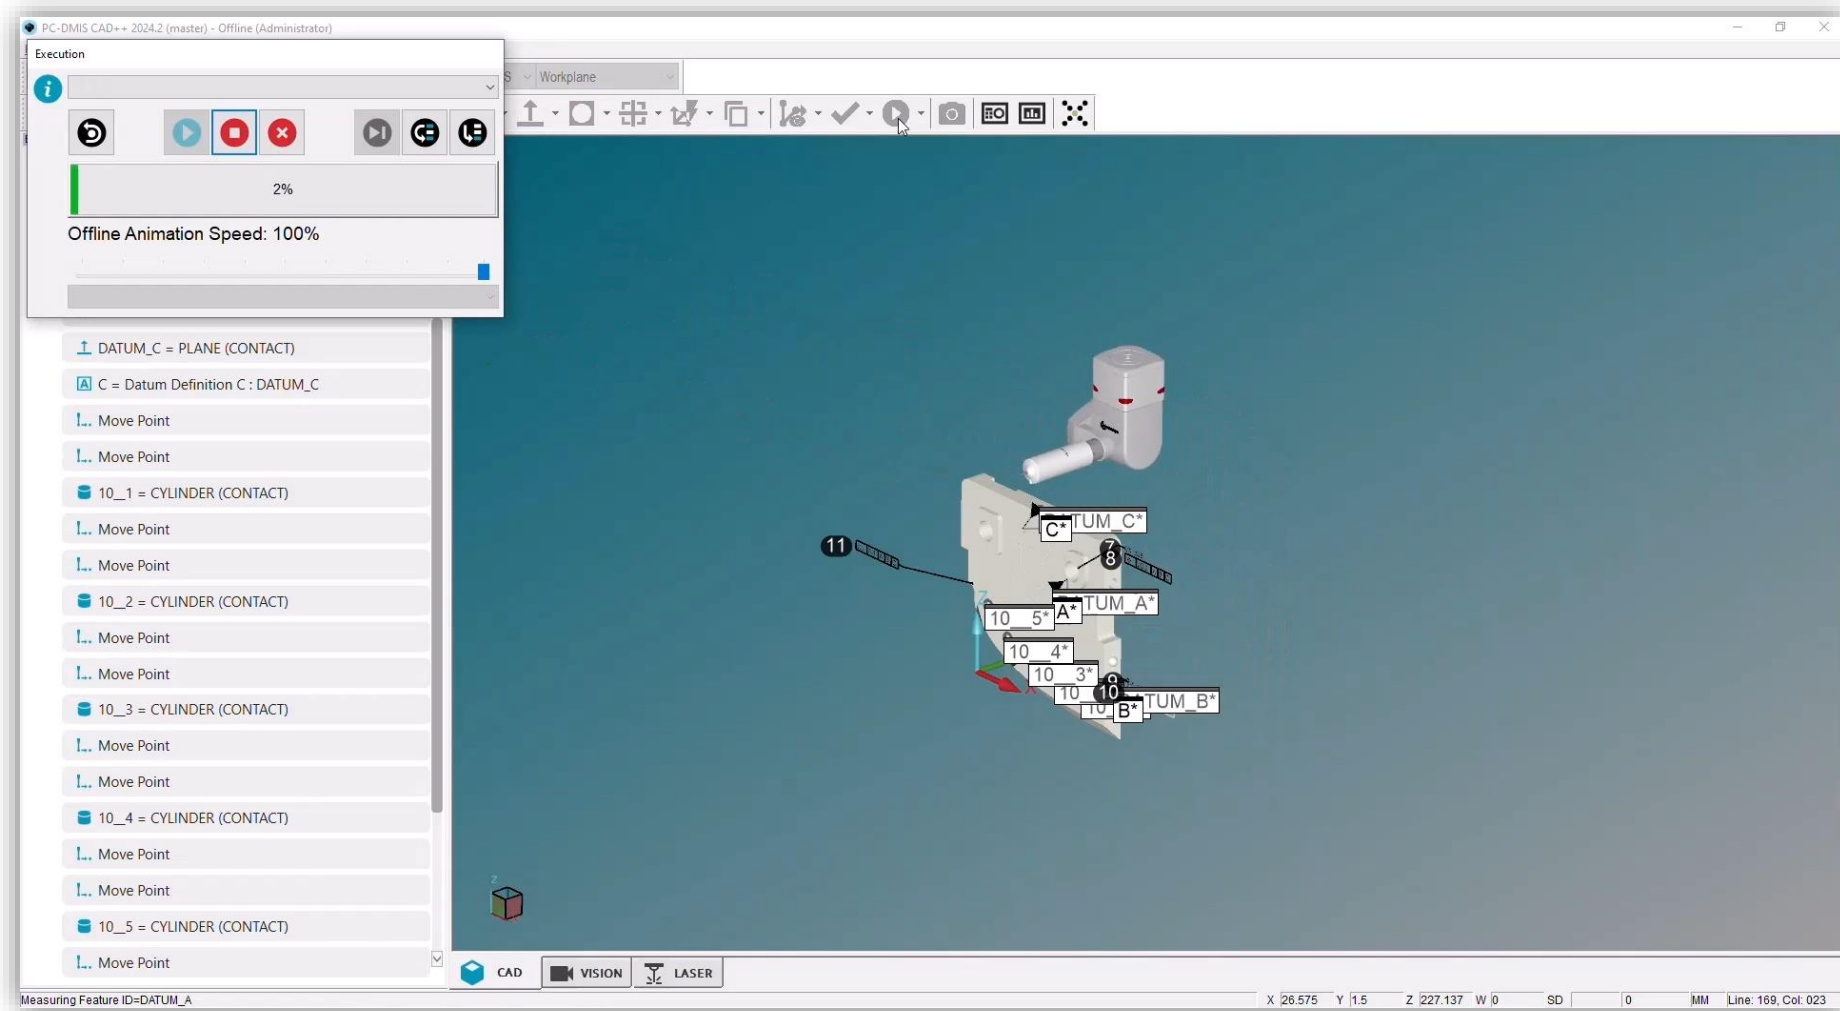 PC-DMIS CAD++ 2024.2 (master) - Offline (Administrator)
Execution
S
Workplane
2%
Offline Animation Speed: 100%
DATUM_C = PLANE (CONTACT)
A C = Datum Definition C : DATUM_C
Move Point
Move Point
10__1 = CYLINDER (CONTACT)
Move Point
Move Point
10__2 = CYLINDER (CONTACT)
Move Point
Move Point
10__3 = CYLINDER (CONTACT)
Move Point
Move Point
10__4 = CYLINDER (CONTACT)
Move Point
Move Point
10__5 = CYLINDER (CONTACT)
Move Point
C*
TUM_C*
11
7
8
A*
TUM_A*
10__5*
10__4*
10__3*
10
9
10
B*
TUM_B*
Z
X
Z
CAD
VISION
LASER
Measuring Feature ID=DATUM_A
X 26.575 Y 1.5 Z 227.137 W 0 SD 0 MM Line: 169, Col: 023